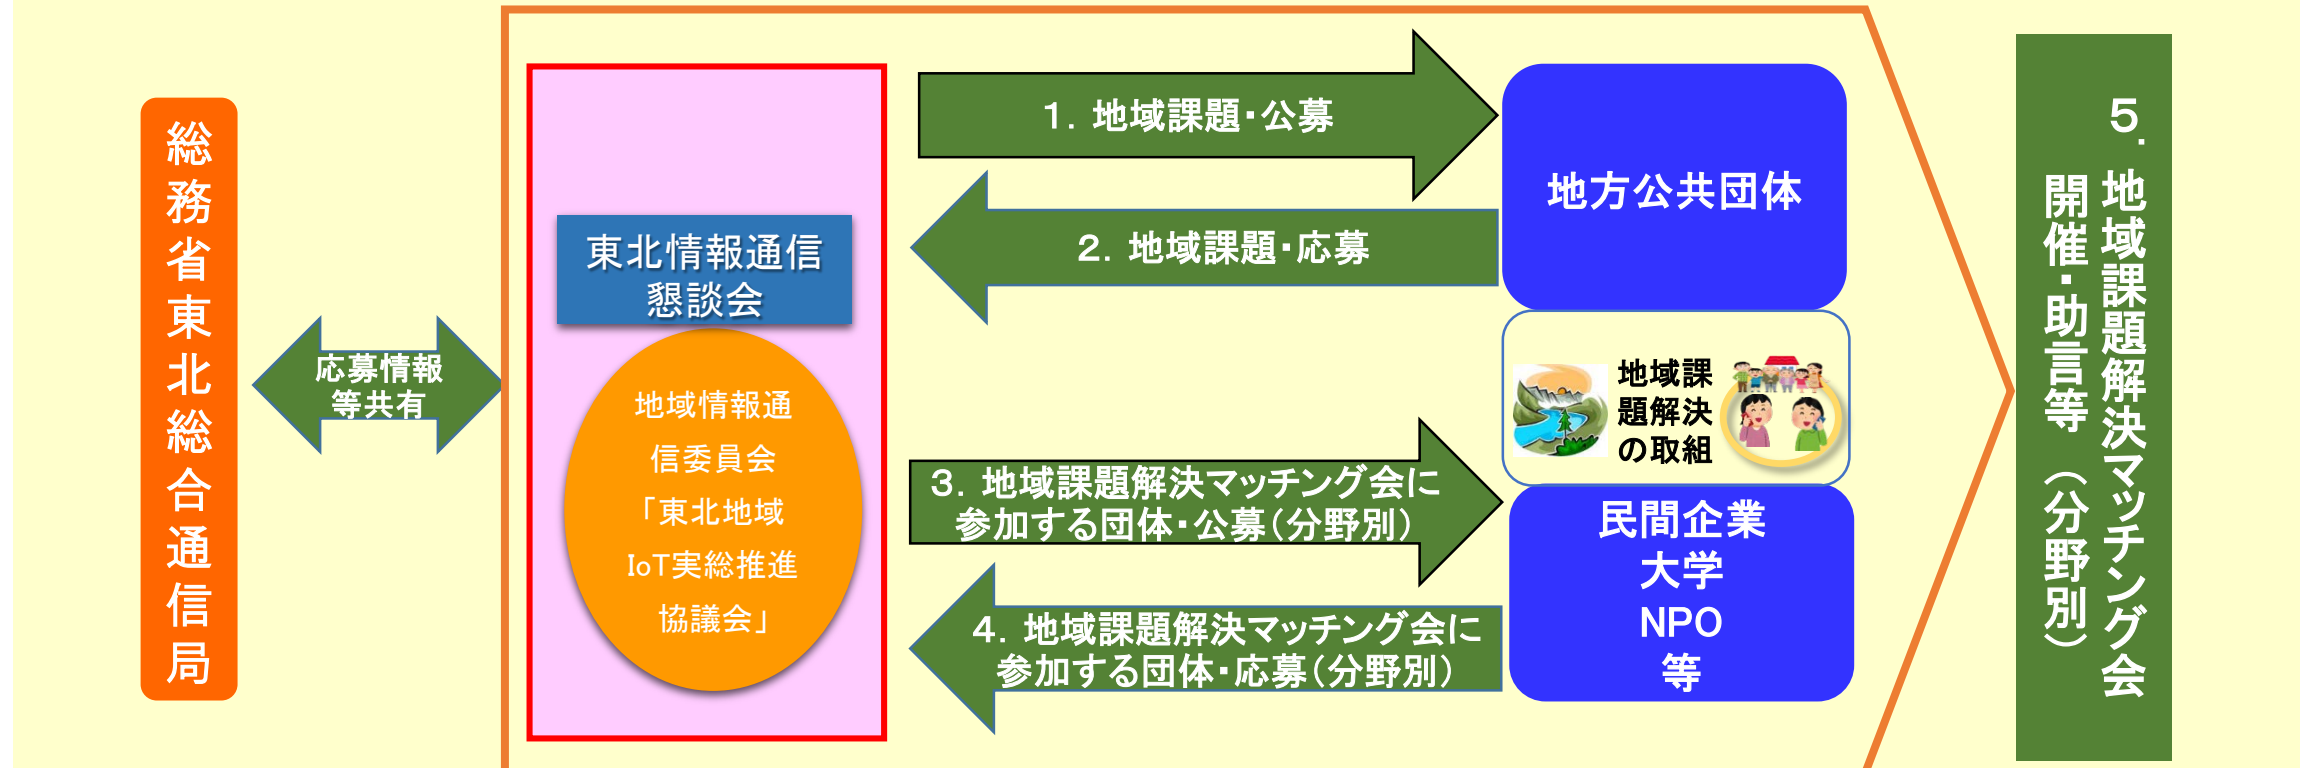 総務省東北総合通信局
応募情報
等共有
東北情報通信
懇談会
地域情報通
信委員会
「東北地域
IoT実総推進
協議会」
1．地域課題・公募
2．地域課題・応募
3．地域課題解決マッチング会に
参加する団体・公募（分野別）
4．地域課題解決マッチング会に
参加する団体・応募（分野別）
地方公共団体
地域課
題解決
の取組
民間企業
大学
NPO
等
5．地域課題解決マッチング会
開催・助言等（分野別）